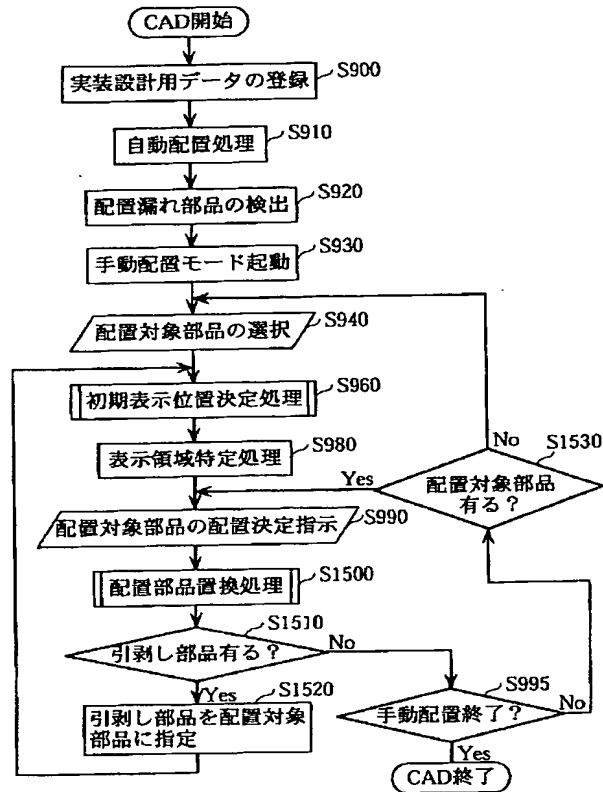 CAD開始
実装設計用データの登録
S900
自動配置処理
S910
配置漏れ部品の検出
S920
手動配置モード起動
S930
配置対象部品の選択
S940
初期表示位置決定処理
S960
表示領域特定処理
S980
No
S1530
Yes
配置対象部品
有る?
配置対象部品の配置決定指示
S990
配置部品置換処理
S1500
引剥し部品有る?
S1510
No
Yes
S1520
引剥し部品を配置対象
部品に指定
S995
手動配置終了?
No
Yes
CAD終了